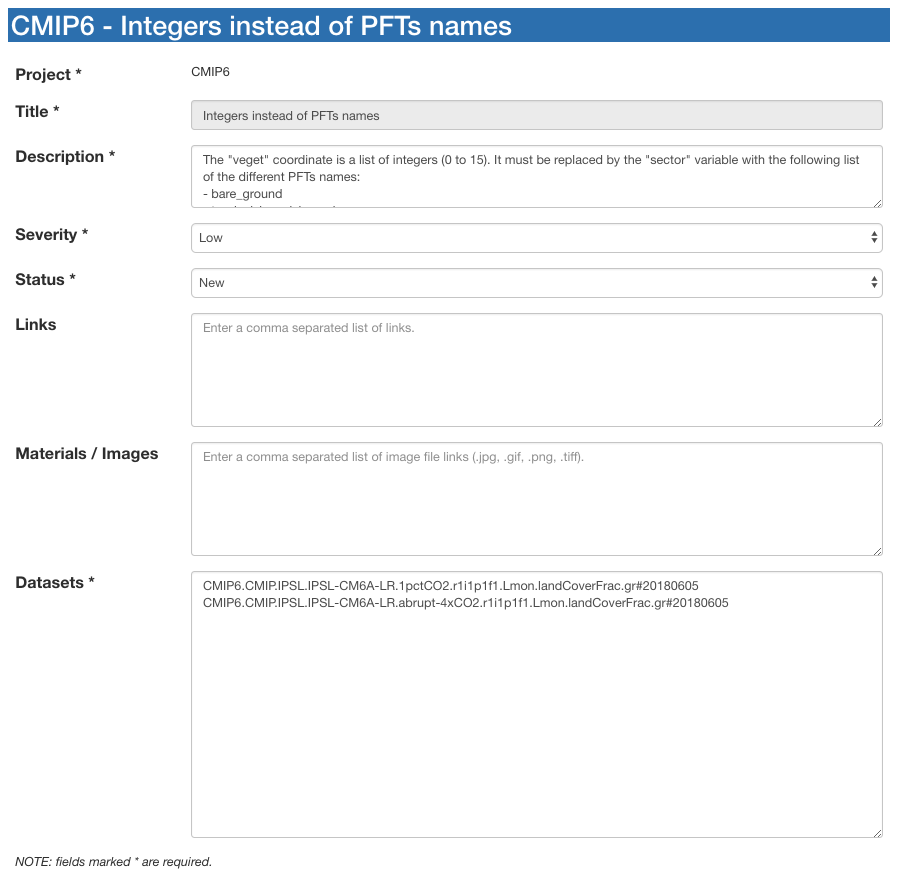 CMIP6 - Integers instead of PFTs names
Project *
CMIP6
Title *
Integers instead of PFTs names
Description *
The "veget" coordinate is a list of integers (0 to 15). It must be replaced by the "sector" variable with the following list
of the different PFTs names:
- bare_ground
Severity *
Low
Status *
New
Links
Enter a comma separated list of links.
Materials / Images
Enter a comma separated list of image file links (.jpg, .gif, .png, .tiff).
Datasets *
CMIP6.CMIP.IPSL.IPSL-CM6A-LR.1pctCO2.r1i1p1f1.Lmon.landCoverFrac.gr#20180605
CMIP6.CMIP.IPSL.IPSL-CM6A-LR.abrupt-4xCO2.r1i1p1f1.Lmon.landCoverFrac.gr#20180605
NOTE: fields marked * are required.